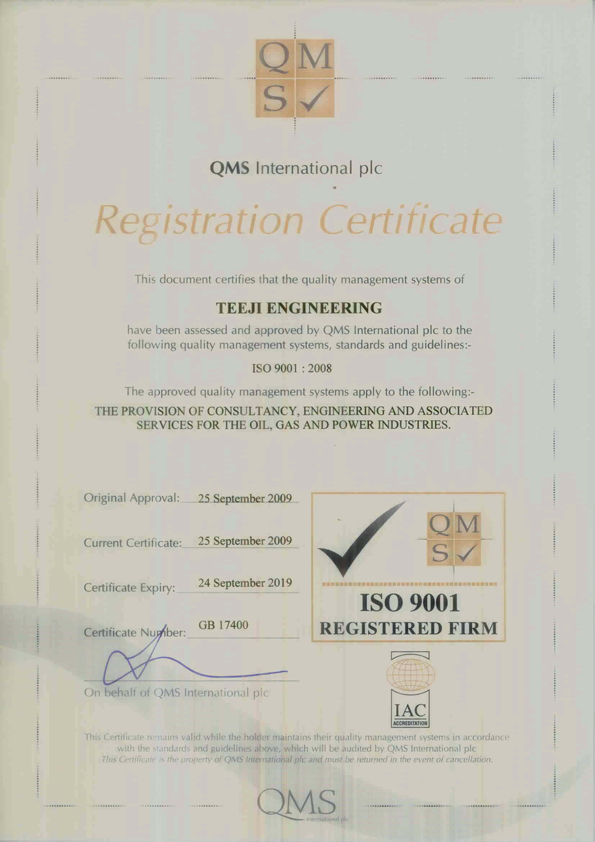 QM
S✓
QMS International plc
Registration Certificate
This document certifies that the quality management systems of
TEEJI ENGINEERING
have been assessed and approved by QMS International plc to the
following quality management systems, standards and guidelines:-
ISO 9001 : 2008
The approved quality management systems apply to the following:-
THE PROVISION OF CONSULTANCY, ENGINEERING AND ASSOCIATED
SERVICES FOR THE OIL, GAS AND POWER INDUSTRIES.
Original Approval: 25 September 2009
Current Certificate: 25 September 2009
Certificate Expiry: 24 September 2019
Certificate Number: GB 17400
On behalf of QMS International plc
QM
S✓
ISO 9001
REGISTERED FIRM
IAC
ACCREDITATION
This Certificate remains valid while the holder maintains their quality management systems in accordance
with the standards and guidelines above, which will be audited by QMS International plc
This Certificate is the property of QMS International plc and must be returned in the event of cancellation.
QMS
International plc